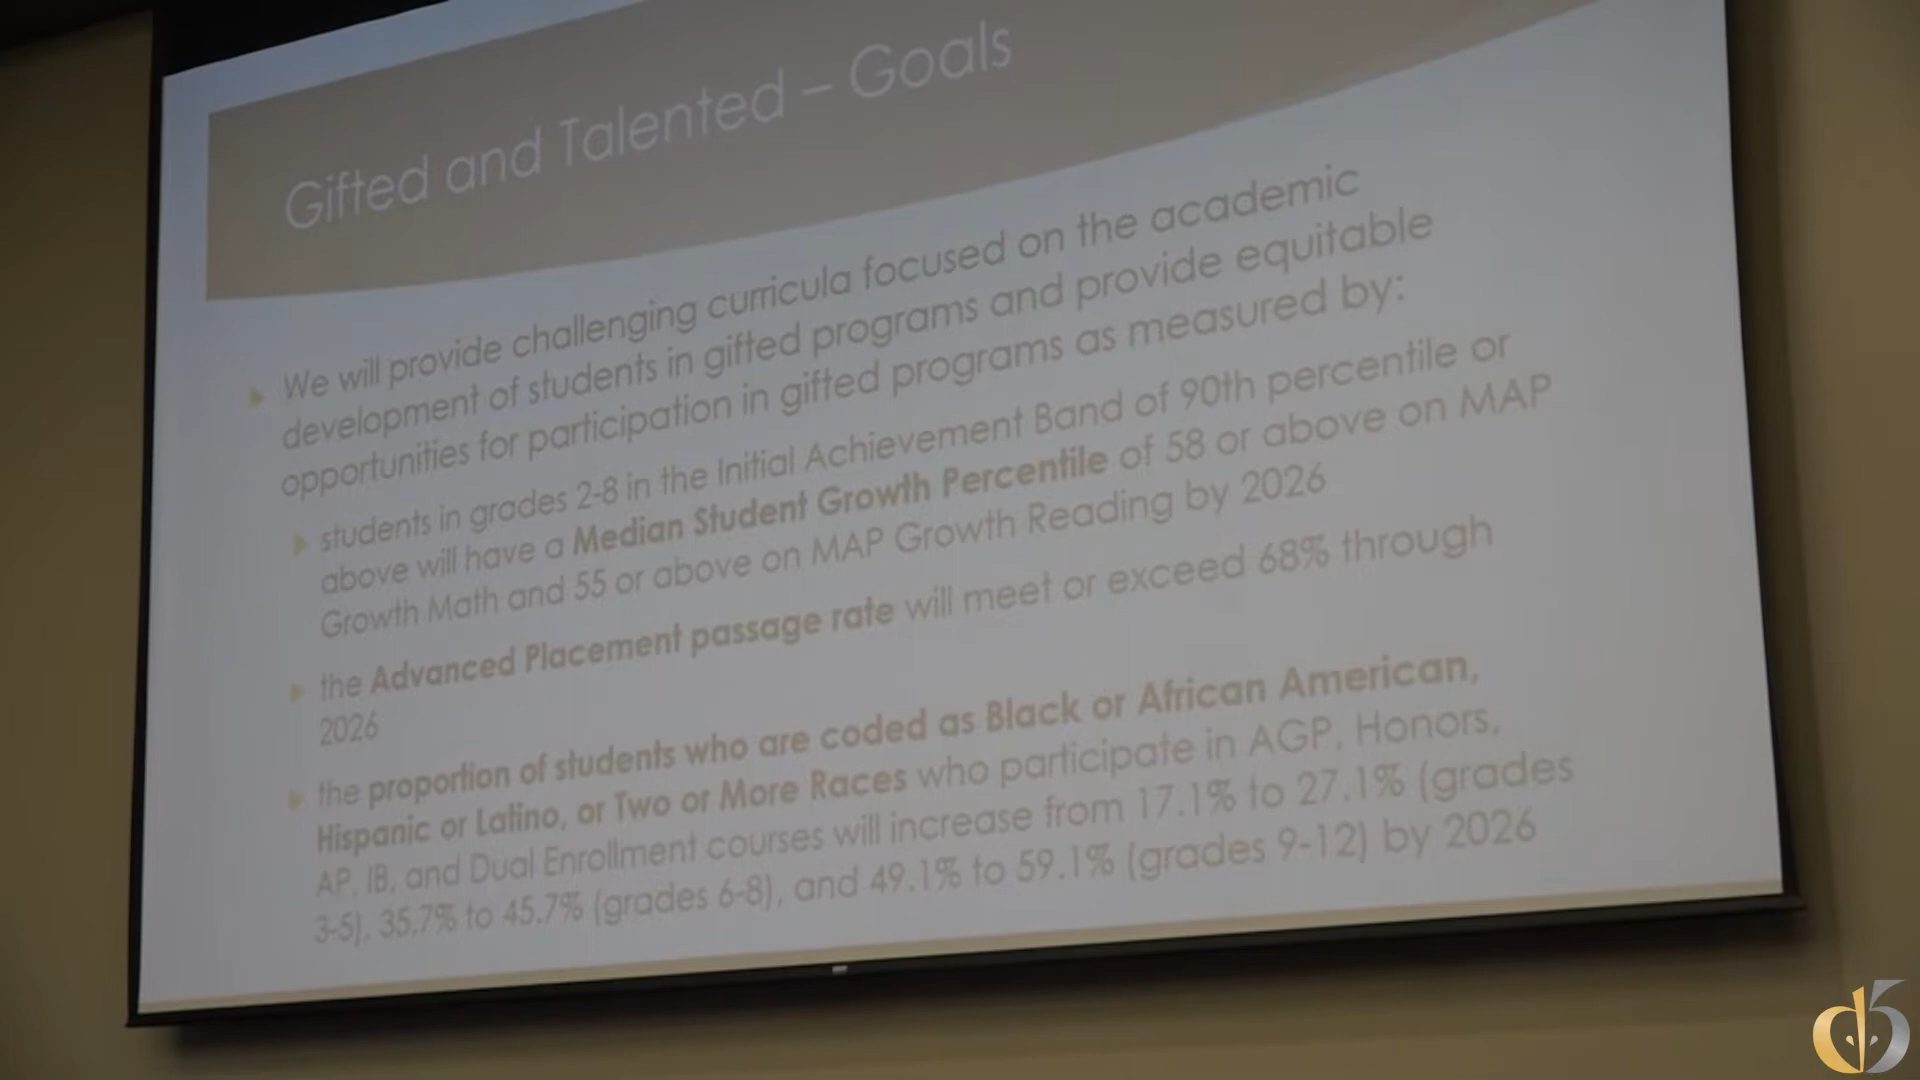 Gifted and Talented – Goals
We will provide challenging curricula focused on the academic
development of students in gifted programs and provide equitable
opportunities for participation in gifted programs as measured by:
students in grades 2-8 in the Initial Achievement Band of 90th percentile or
above will have a Median Student Growth Percentile of 58 or above on MAP
Growth Math and 55 or above on MAP Growth Reading by 2026
the Advanced Placement passage rate will meet or exceed 68% through
2026
the proportion of students who are coded as Black or African American,
Hispanic or Latino, or Two or More Races who participate in AGP, Honors,
AP, IB, and Dual Enrollment courses will increase from 17.1% to 27.1% (grades
3-5), 35.7% to 45.7% (grades 6-8), and 49.1% to 59.1% (grades 9-12) by 2026
d5